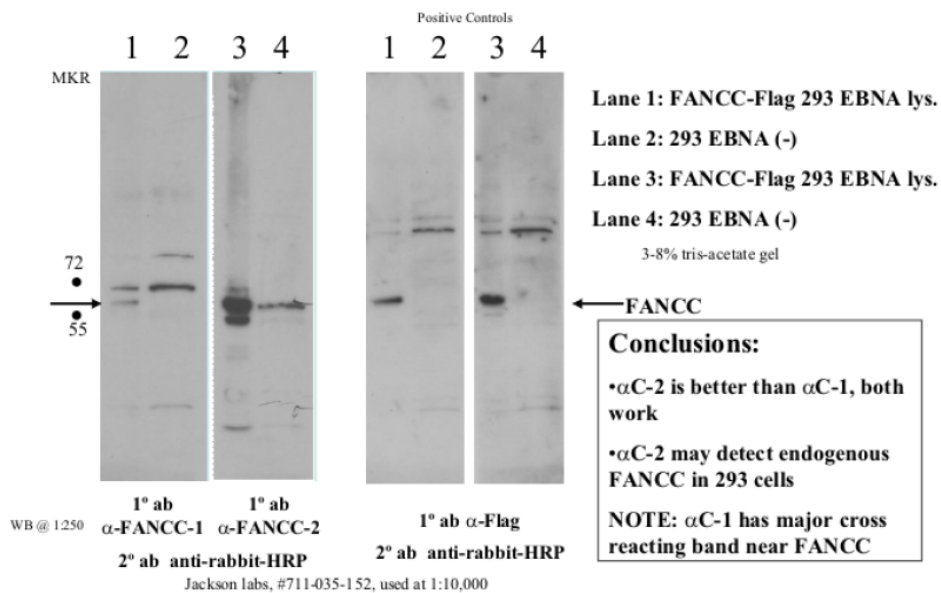 Positive Controls
1 2 3 4 1 2 3 4
MKR
72
55
Lane 1: FANCC-Flag 293 EBNA lys.
Lane 2: 293 EBNA (-)
Lane 3: FANCC-Flag 293 EBNA lys.
Lane 4: 293 EBNA (-)
3-8% tris-acetate gel
FANCC
Conclusions:
•αC-2 is better than αC-1, both
work
•αC-2 may detect endogenous
FANCC in 293 cells
NOTE: αC-1 has major cross
reacting band near FANCC
WB @ 1:250
1º ab
α-FANCC-1
1º ab
α-FANCC-2
2º ab anti-rabbit-HRP
1º ab α-Flag
2º ab anti-rabbit-HRP
Jackson labs, #711-035-152, used at 1:10,000